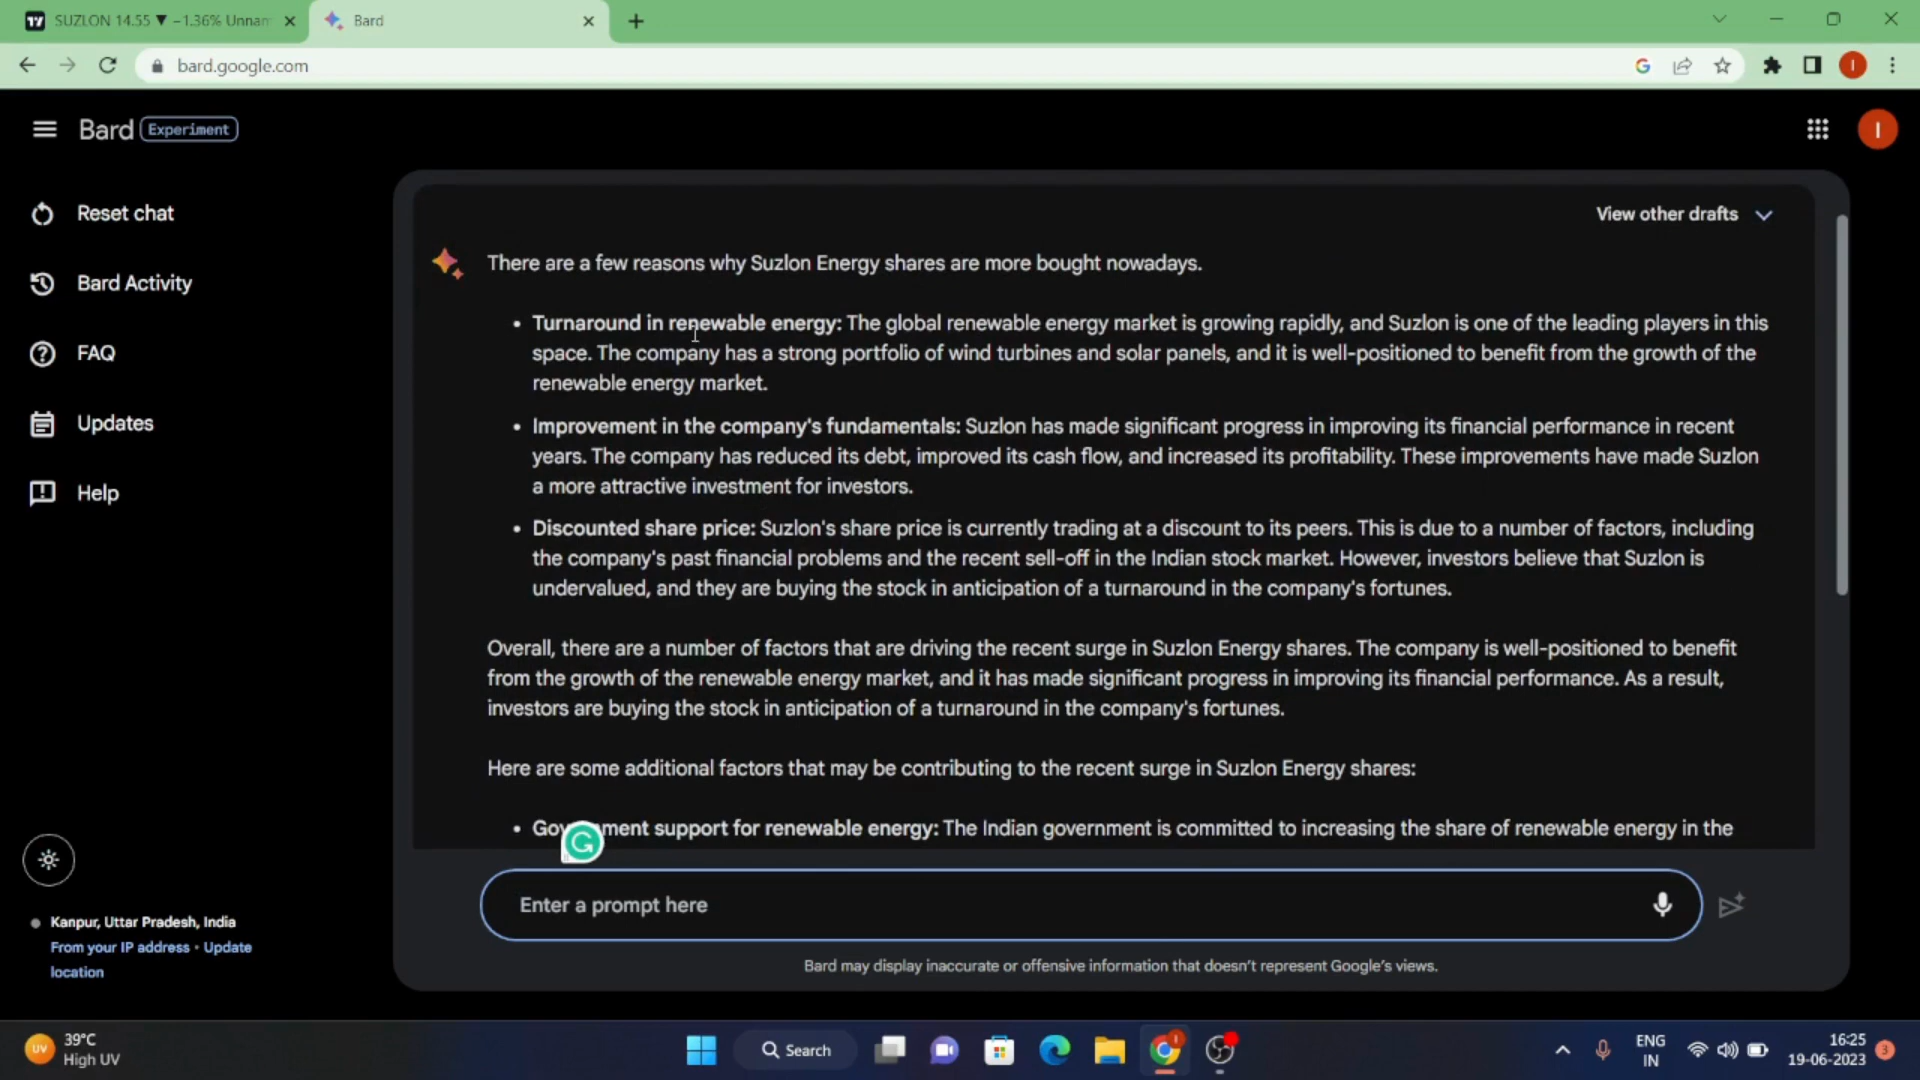 SUZLON 14.55 ▼ −1.36% Unnam
Bard
bard.google.com
Bard Experiment
Reset chat
Bard Activity
FAQ
Updates
Help
View other drafts
There are a few reasons why Suzlon Energy shares are more bought nowadays.
• Turnaround in renewable energy: The global renewable energy market is growing rapidly, and Suzlon is one of the leading players in this
space. The company has a strong portfolio of wind turbines and solar panels, and it is well-positioned to benefit from the growth of the
renewable energy market.
• Improvement in the company's fundamentals: Suzlon has made significant progress in improving its financial performance in recent
years. The company has reduced its debt, improved its cash flow, and increased its profitability. These improvements have made Suzlon
a more attractive investment for investors.
• Discounted share price: Suzlon's share price is currently trading at a discount to its peers. This is due to a number of factors, including
the company's past financial problems and the recent sell-off in the Indian stock market. However, investors believe that Suzlon is
undervalued, and they are buying the stock in anticipation of a turnaround in the company's fortunes.
Overall, there are a number of factors that are driving the recent surge in Suzlon Energy shares. The company is well-positioned to benefit
from the growth of the renewable energy market, and it has made significant progress in improving its financial performance. As a result,
investors are buying the stock in anticipation of a turnaround in the company's fortunes.
Here are some additional factors that may be contributing to the recent surge in Suzlon Energy shares:
• Government support for renewable energy: The Indian government is committed to increasing the share of renewable energy in the
Enter a prompt here
Bard may display inaccurate or offensive information that doesn't represent Google's views.
Kanpur, Uttar Pradesh, India
From your IP address • Update
location
39°C
High UV
UV
Search
ENG
IN
16:25
19-06-2023
3